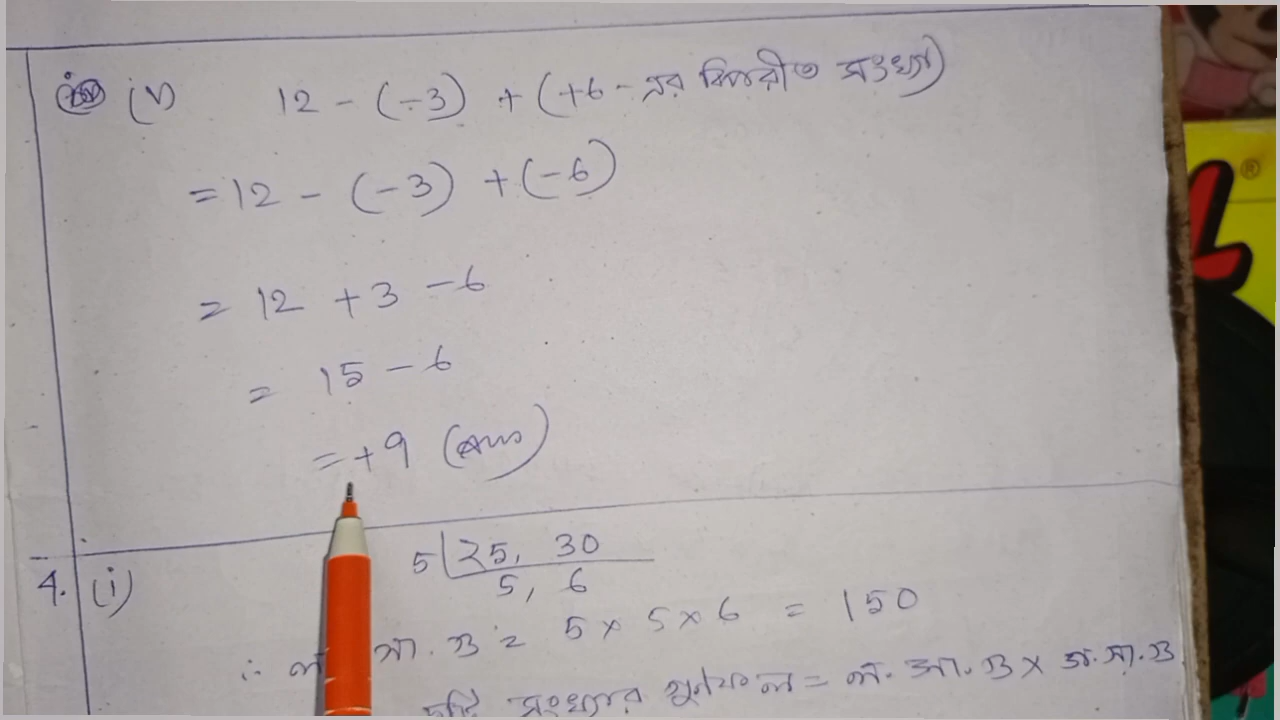 (v) 12 - (-3) + (+6 - এর বিপরীত সংখ্যা)
= 12 - (-3) + (-6)
= 12 + 3 - 6
= 15 - 6
= +9 (Ans)
4. (i) 5 | 25, 30
5, 6
∴ ল সা. গু = 5 × 5 × 6 = 150
সংখ্যার গুণফল = ল. সা. গু × গ. সা. গু
®